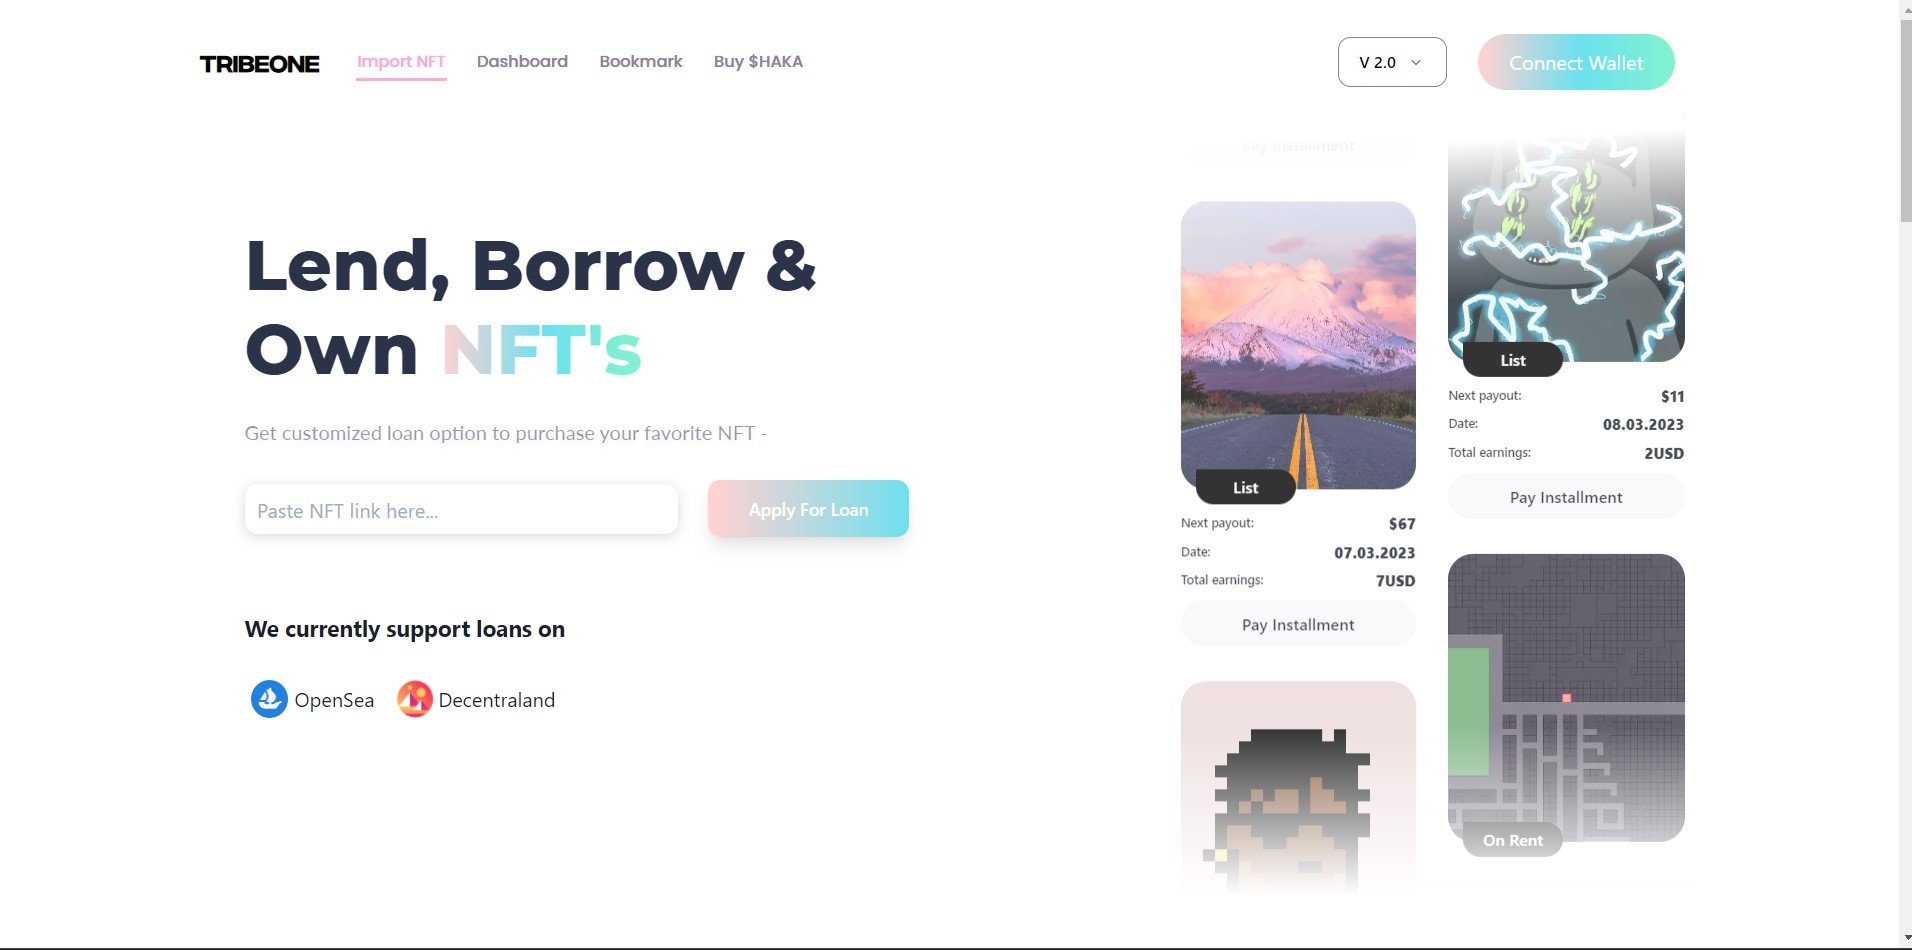 TRIBEONE
Import NFT
Dashboard
Bookmark
Buy $HAKA
V 2.0
Connect Wallet
Lend, Borrow &
Own NFT's
Get customized loan option to purchase your favorite NFT -
Paste NFT link here...
Apply For Loan
We currently support loans on
OpenSea
Decentraland
Pay Installment
List
Next payout: $67
Date: 07.03.2023
Total earnings: 7USD
Pay Installment
List
Next payout: $11
Date: 08.03.2023
Total earnings: 2USD
Pay Installment
On Rent